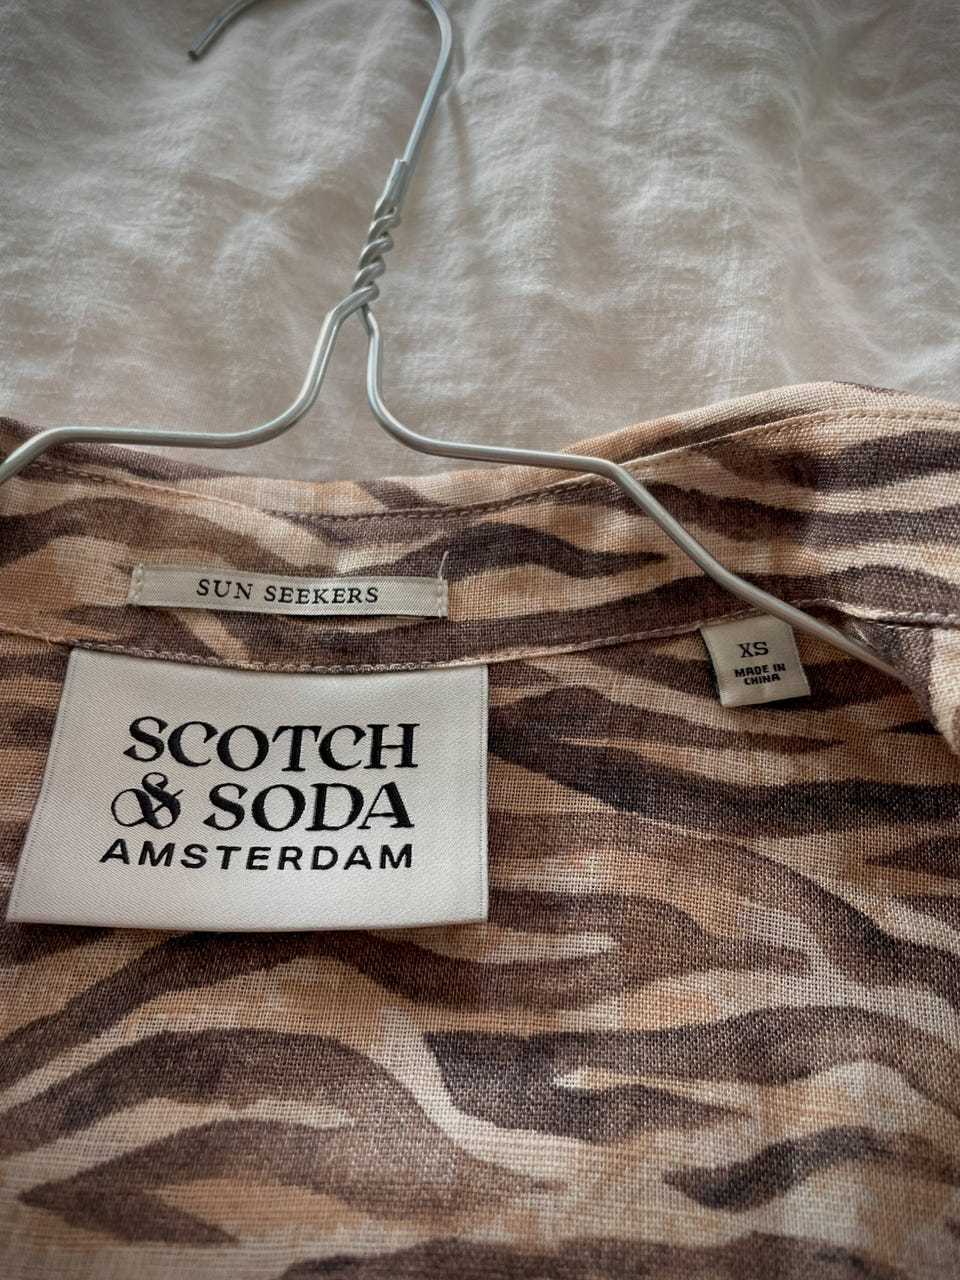 SUN SEEKERS
SCOTCH
& SODA
AMSTERDAM
XS
MADE IN
CHINA